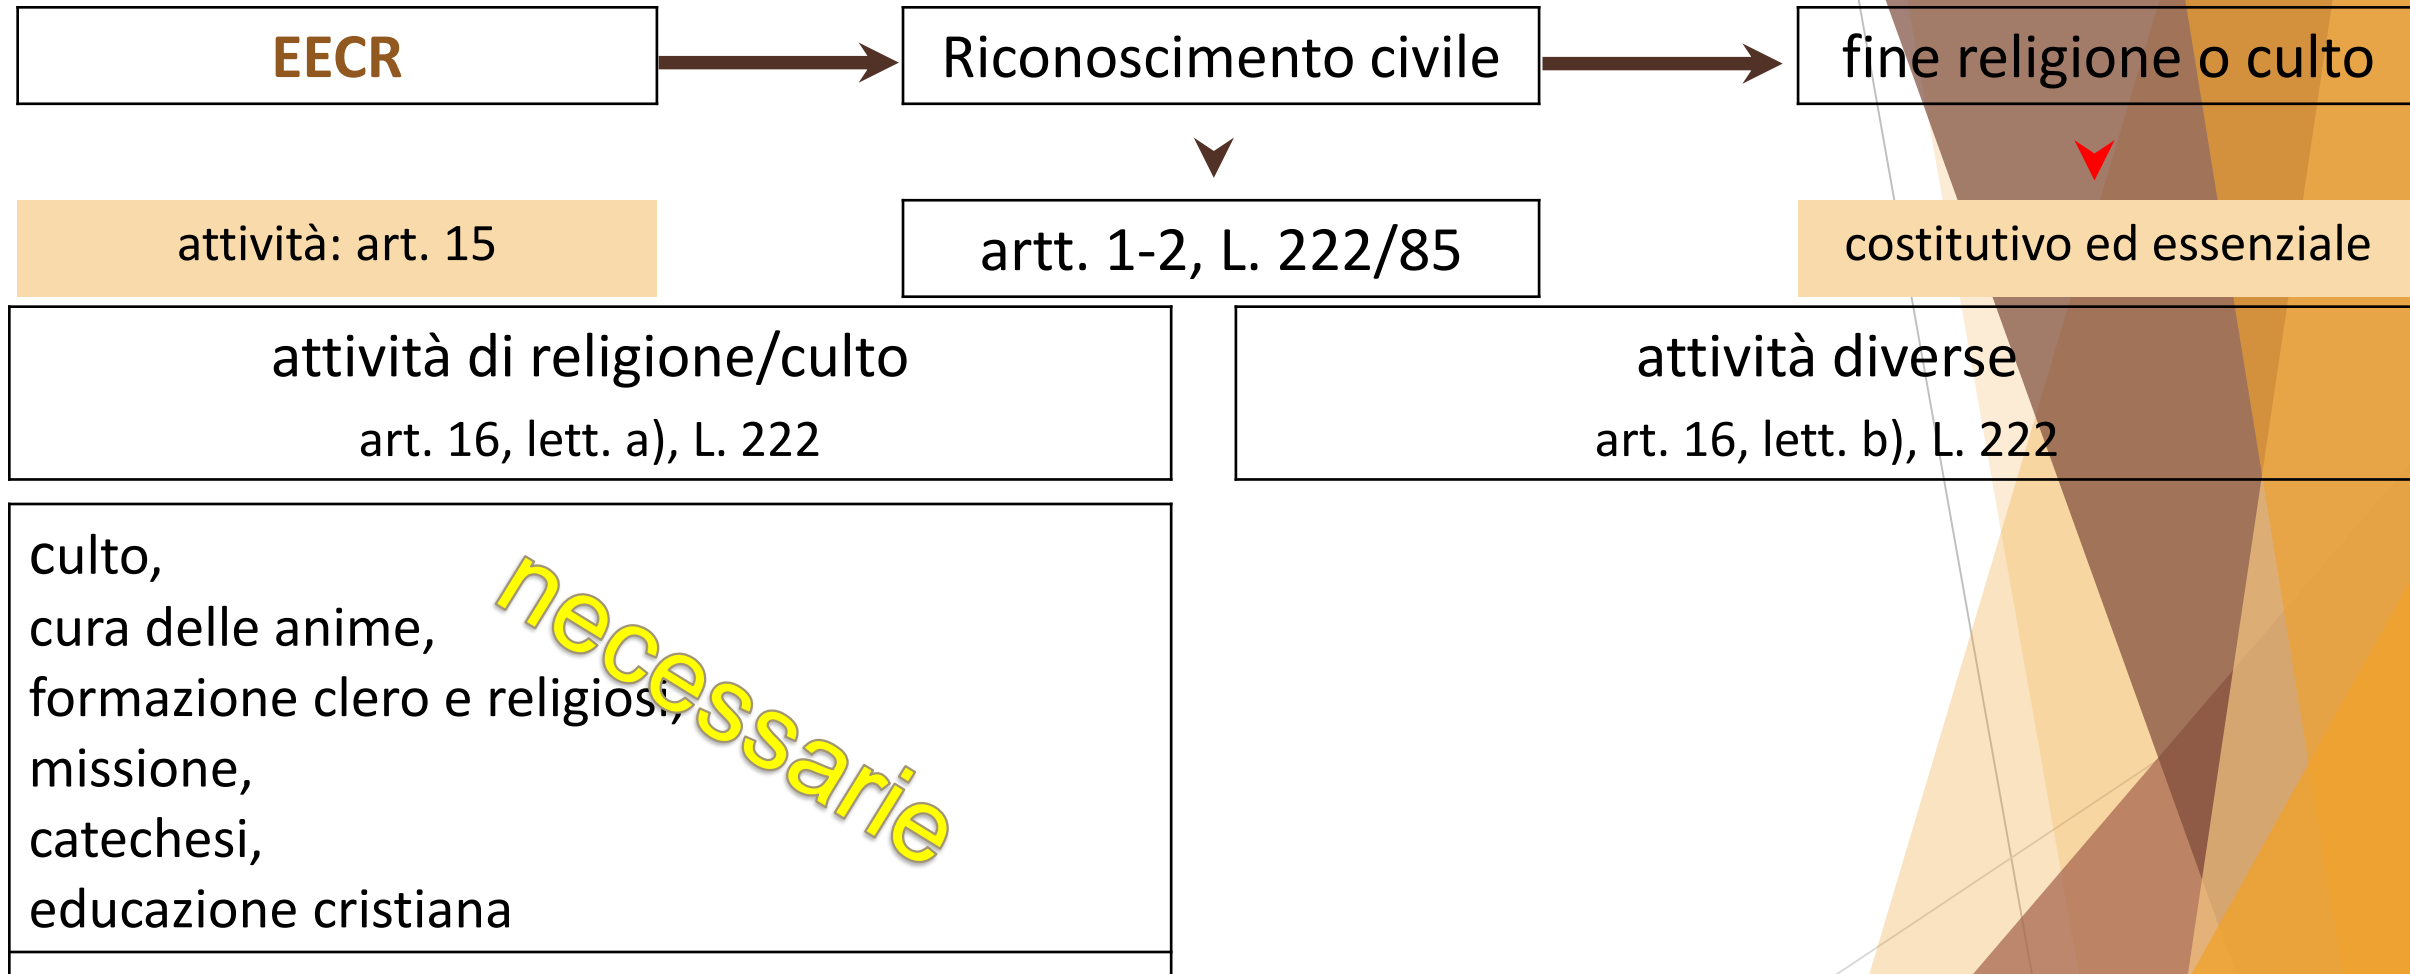 EECR
Riconoscimento civile
fine religione o culto
attività: art. 15
artt. 1-2, L. 222/85
costitutivo ed essenziale
attività di religione/culto
art. 16, lett. a), L. 222
attività diverse
art. 16, lett. b), L. 222
culto,
cura delle anime,
formazione clero e religiosi,
missione,
catechesi,
educazione cristiana
necessarie